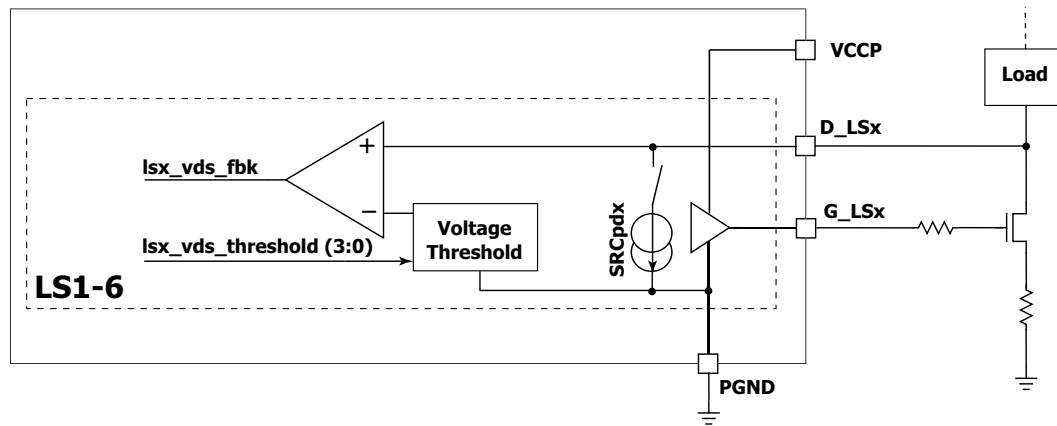 VCCP
Load
D_LSx
+
lsx_vds_fbk
−
G_LSx
Voltage
Threshold
SRCpdx
lsx_vds_threshold (3:0)
LS1-6
PGND